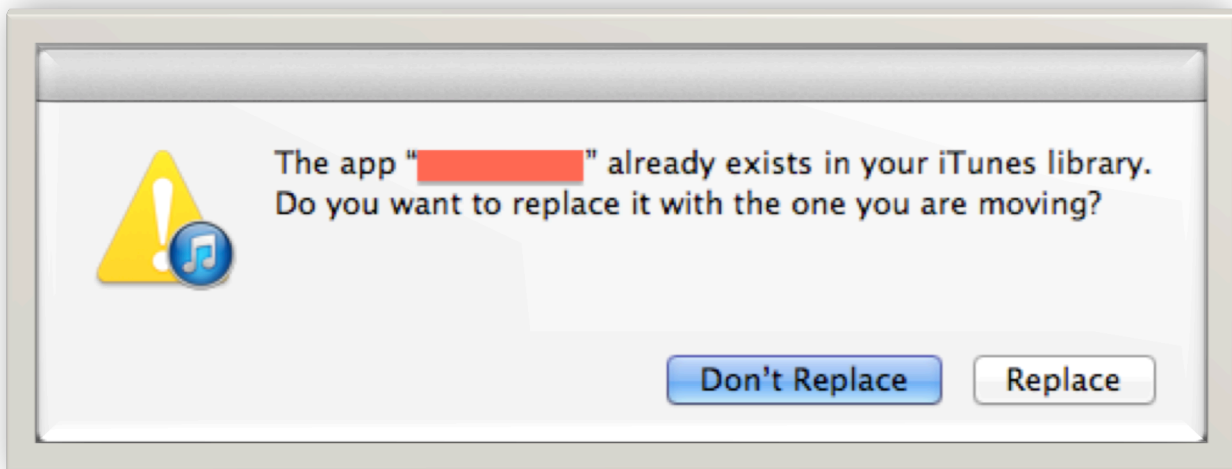 The app “ ” already exists in your iTunes library.
Do you want to replace it with the one you are moving?
Don't Replace
Replace